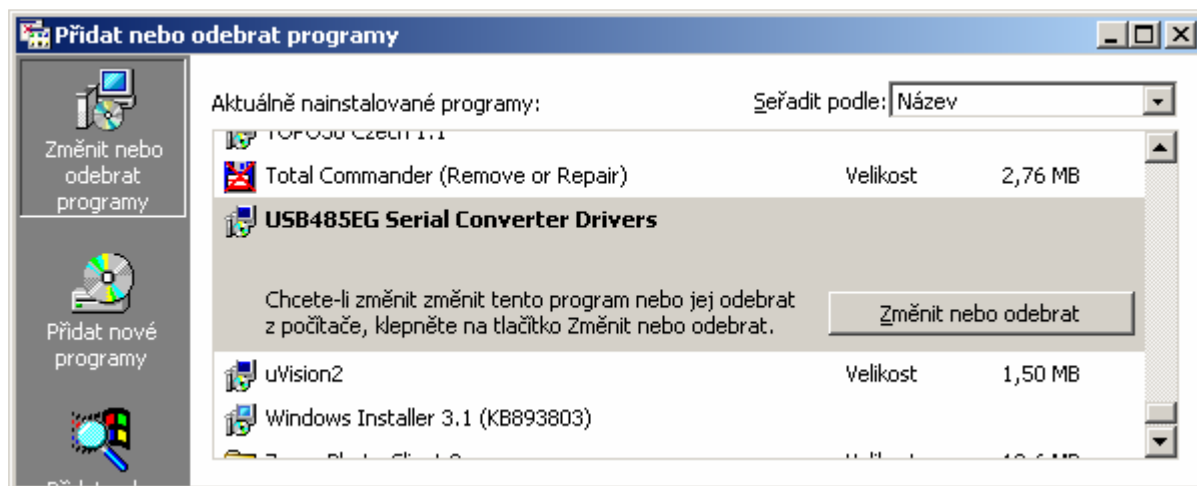 Přidat nebo odebrat programy
Změnit nebo
odebrat
programy
Přidat nové
programy
Aktuálně nainstalované programy:
Seřadit podle: Název
Total Commander (Remove or Repair) Velikost 2,76 MB
USB485EG Serial Converter Drivers
Chcete-li změnit změnit tento program nebo jej odebrat
z počítače, klepněte na tlačítko Změnit nebo odebrat.
Změnit nebo odebrat
uVision2 Velikost 1,50 MB
Windows Installer 3.1 (KB893803)